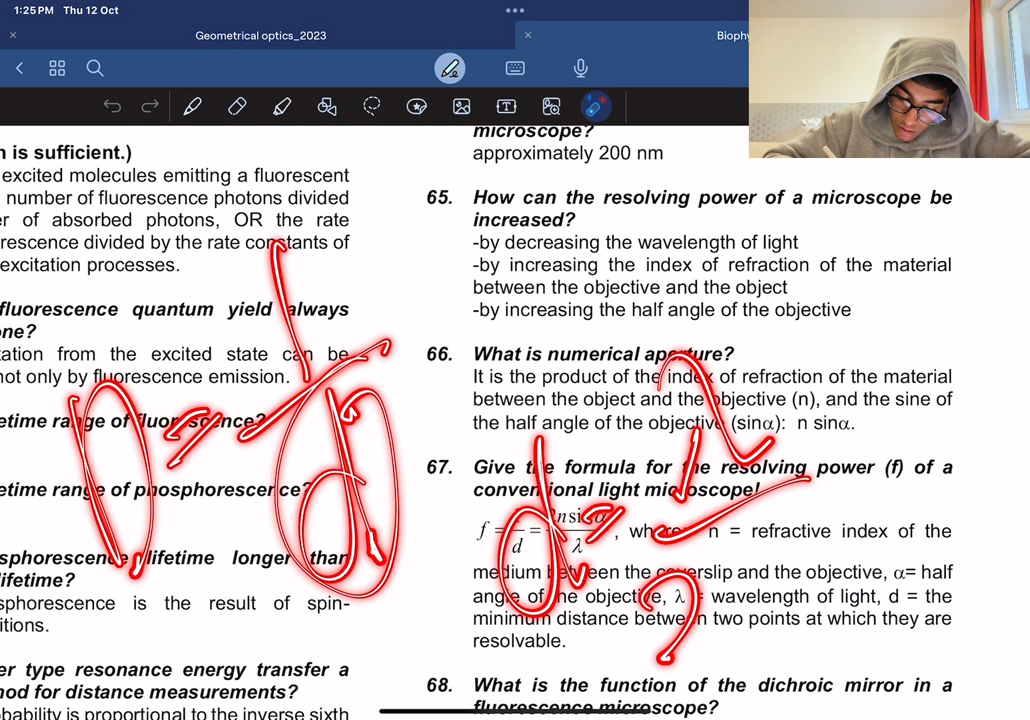 1:25 PM Thu 12 Oct
Geometrical optics_2023
Biophy
n is sufficient.)
excited molecules emitting a fluorescent
number of fluorescence photons divided
er of absorbed photons, OR the rate
rescence divided by the rate constants of
excitation processes.
fluorescence quantum yield always
one?
tation from the excited state can be
not only by fluorescence emission.
etime range of fluorescence?
etime range of phosphorescence?
sphorescence lifetime longer than
lifetime?
sphorescence is the result of spin-
itions.
er type resonance energy transfer a
hod for distance measurements?
bability is proportional to the inverse sixth
microscope?
approximately 200 nm
65. How can the resolving power of a microscope be
increased?
-by decreasing the wavelength of light
-by increasing the index of refraction of the material
between the objective and the object
-by increasing the half angle of the objective
66. What is numerical aperture?
It is the product of the index of refraction of the material
between the object and the objective (n), and the sine of
the half angle of the objective (sinα): n sinα.
67. Give the formula for the resolving power (f) of a
conventional light microscope!
f = 1/d = 2n sin α/λ, where n = refractive index of the
medium between the coverslip and the objective, α= half
angle of the objective, λ = wavelength of light, d = the
minimum distance between two points at which they are
resolvable.
68. What is the function of the dichroic mirror in a
fluorescence microscope?